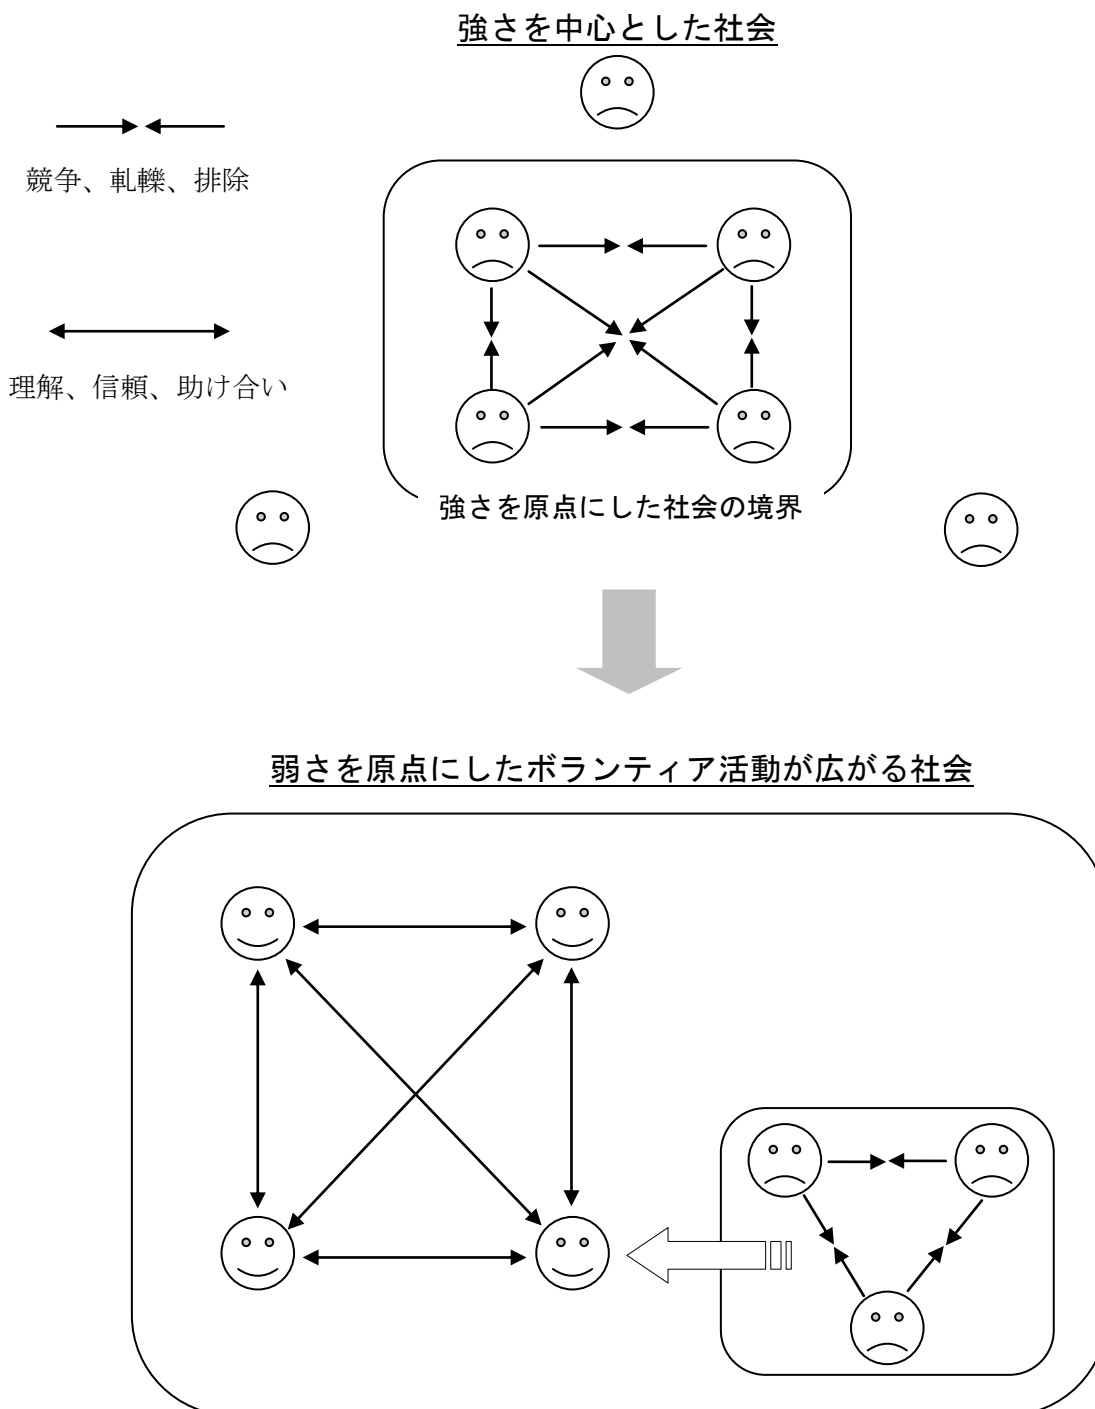 強さを中心とした社会
競争、軋轢、排除
理解、信頼、助け合い
強さを原点にした社会の境界
弱さを原点にしたボランティア活動が広がる社会